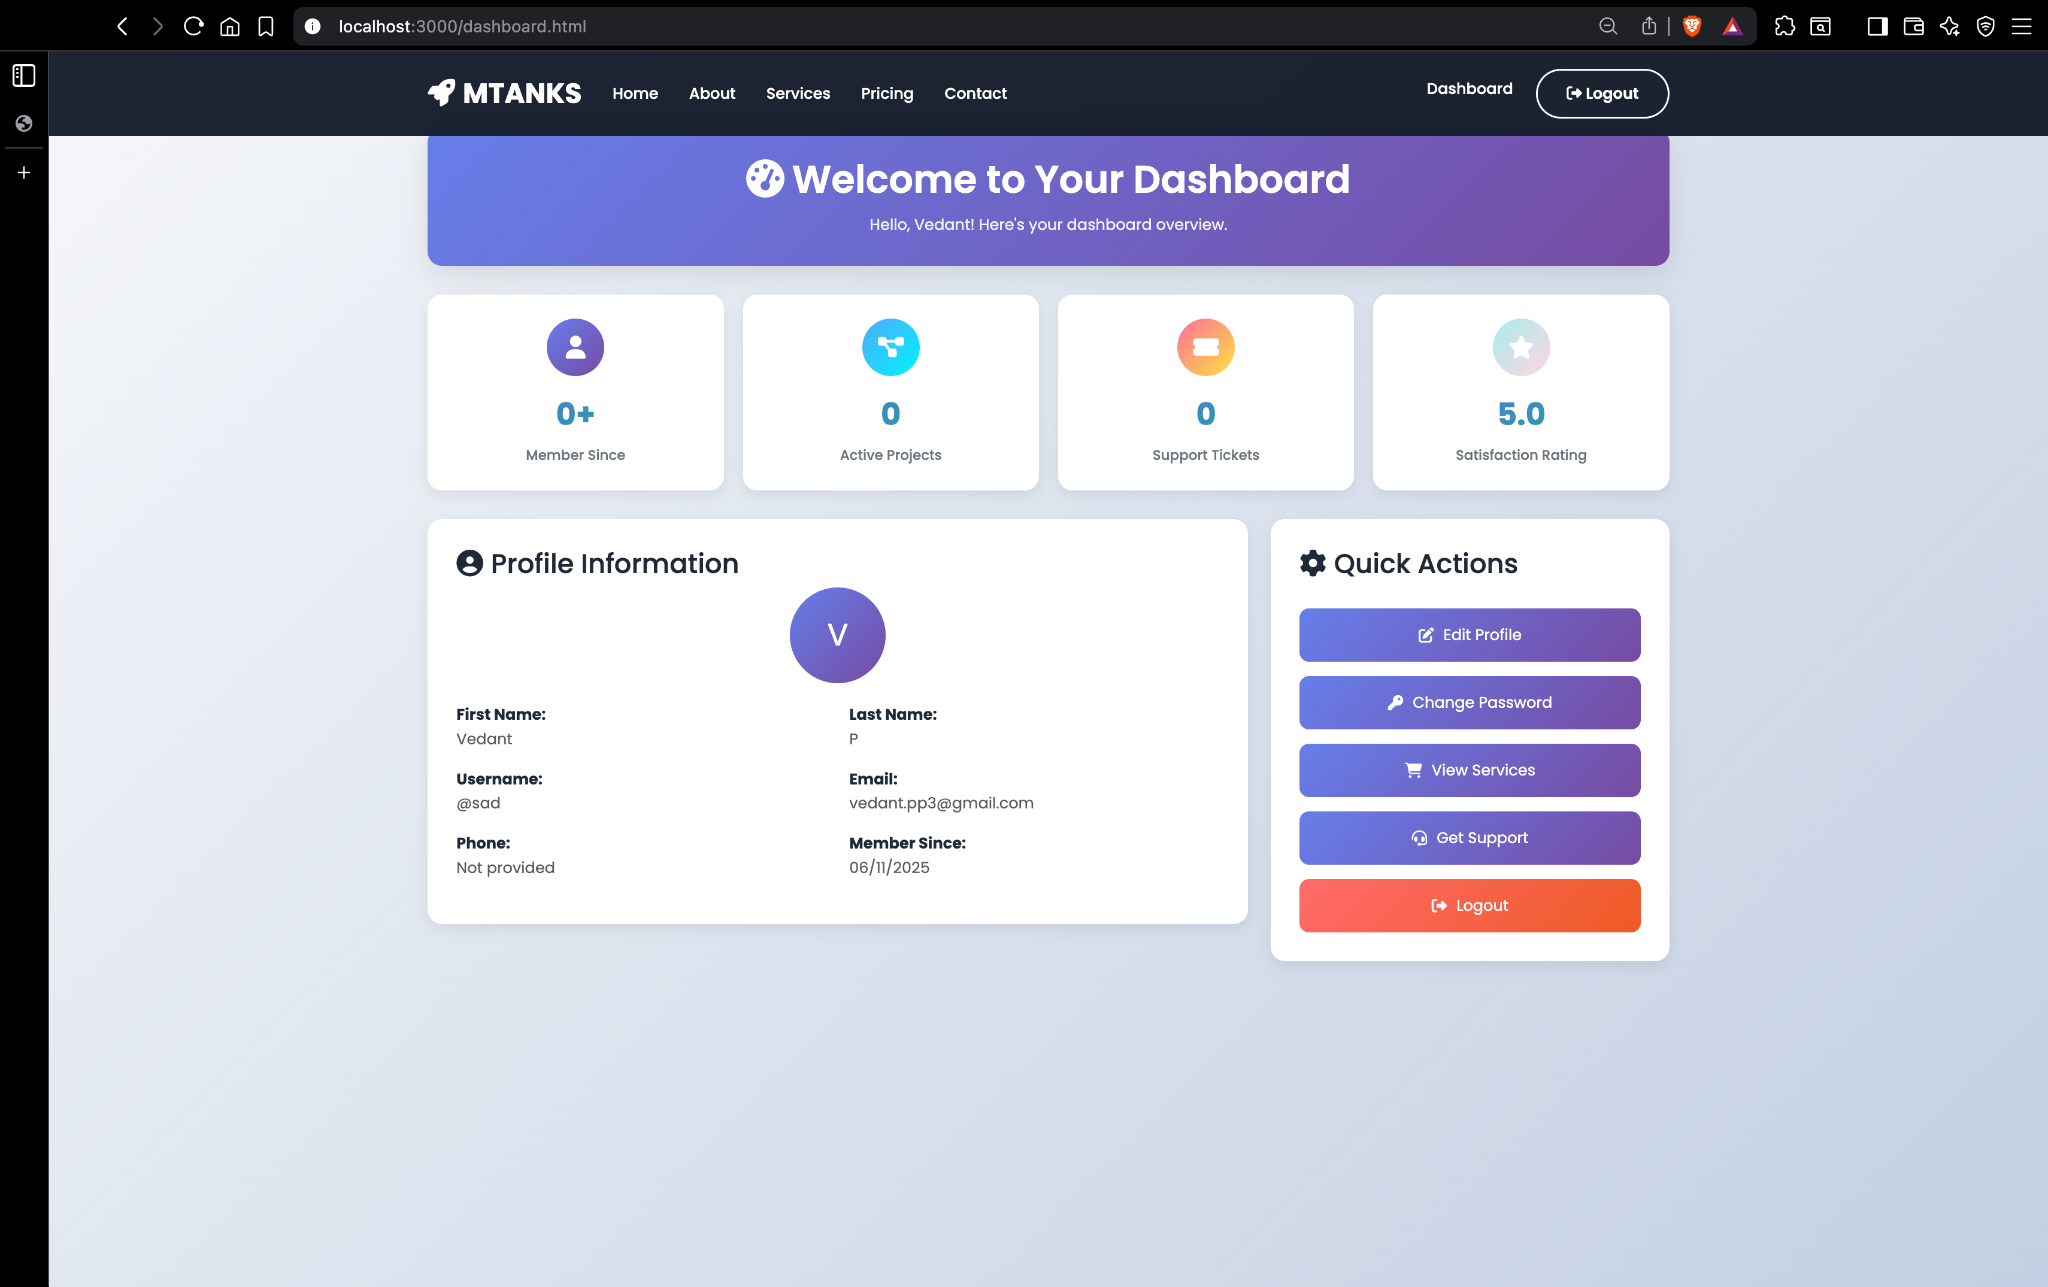 localhost:3000/dashboard.html
MTANKS Home About Services Pricing Contact Dashboard Logout
Welcome to Your Dashboard
Hello, Vedant! Here's your dashboard overview.
0+
Member Since
0
Active Projects
0
Support Tickets
5.0
Satisfaction Rating
Profile Information
V
First Name:
Vedant
Last Name:
P
Username:
@sad
Email:
vedant.pp3@gmail.com
Phone:
Not provided
Member Since:
06/11/2025
Quick Actions
Edit Profile
Change Password
View Services
Get Support
Logout